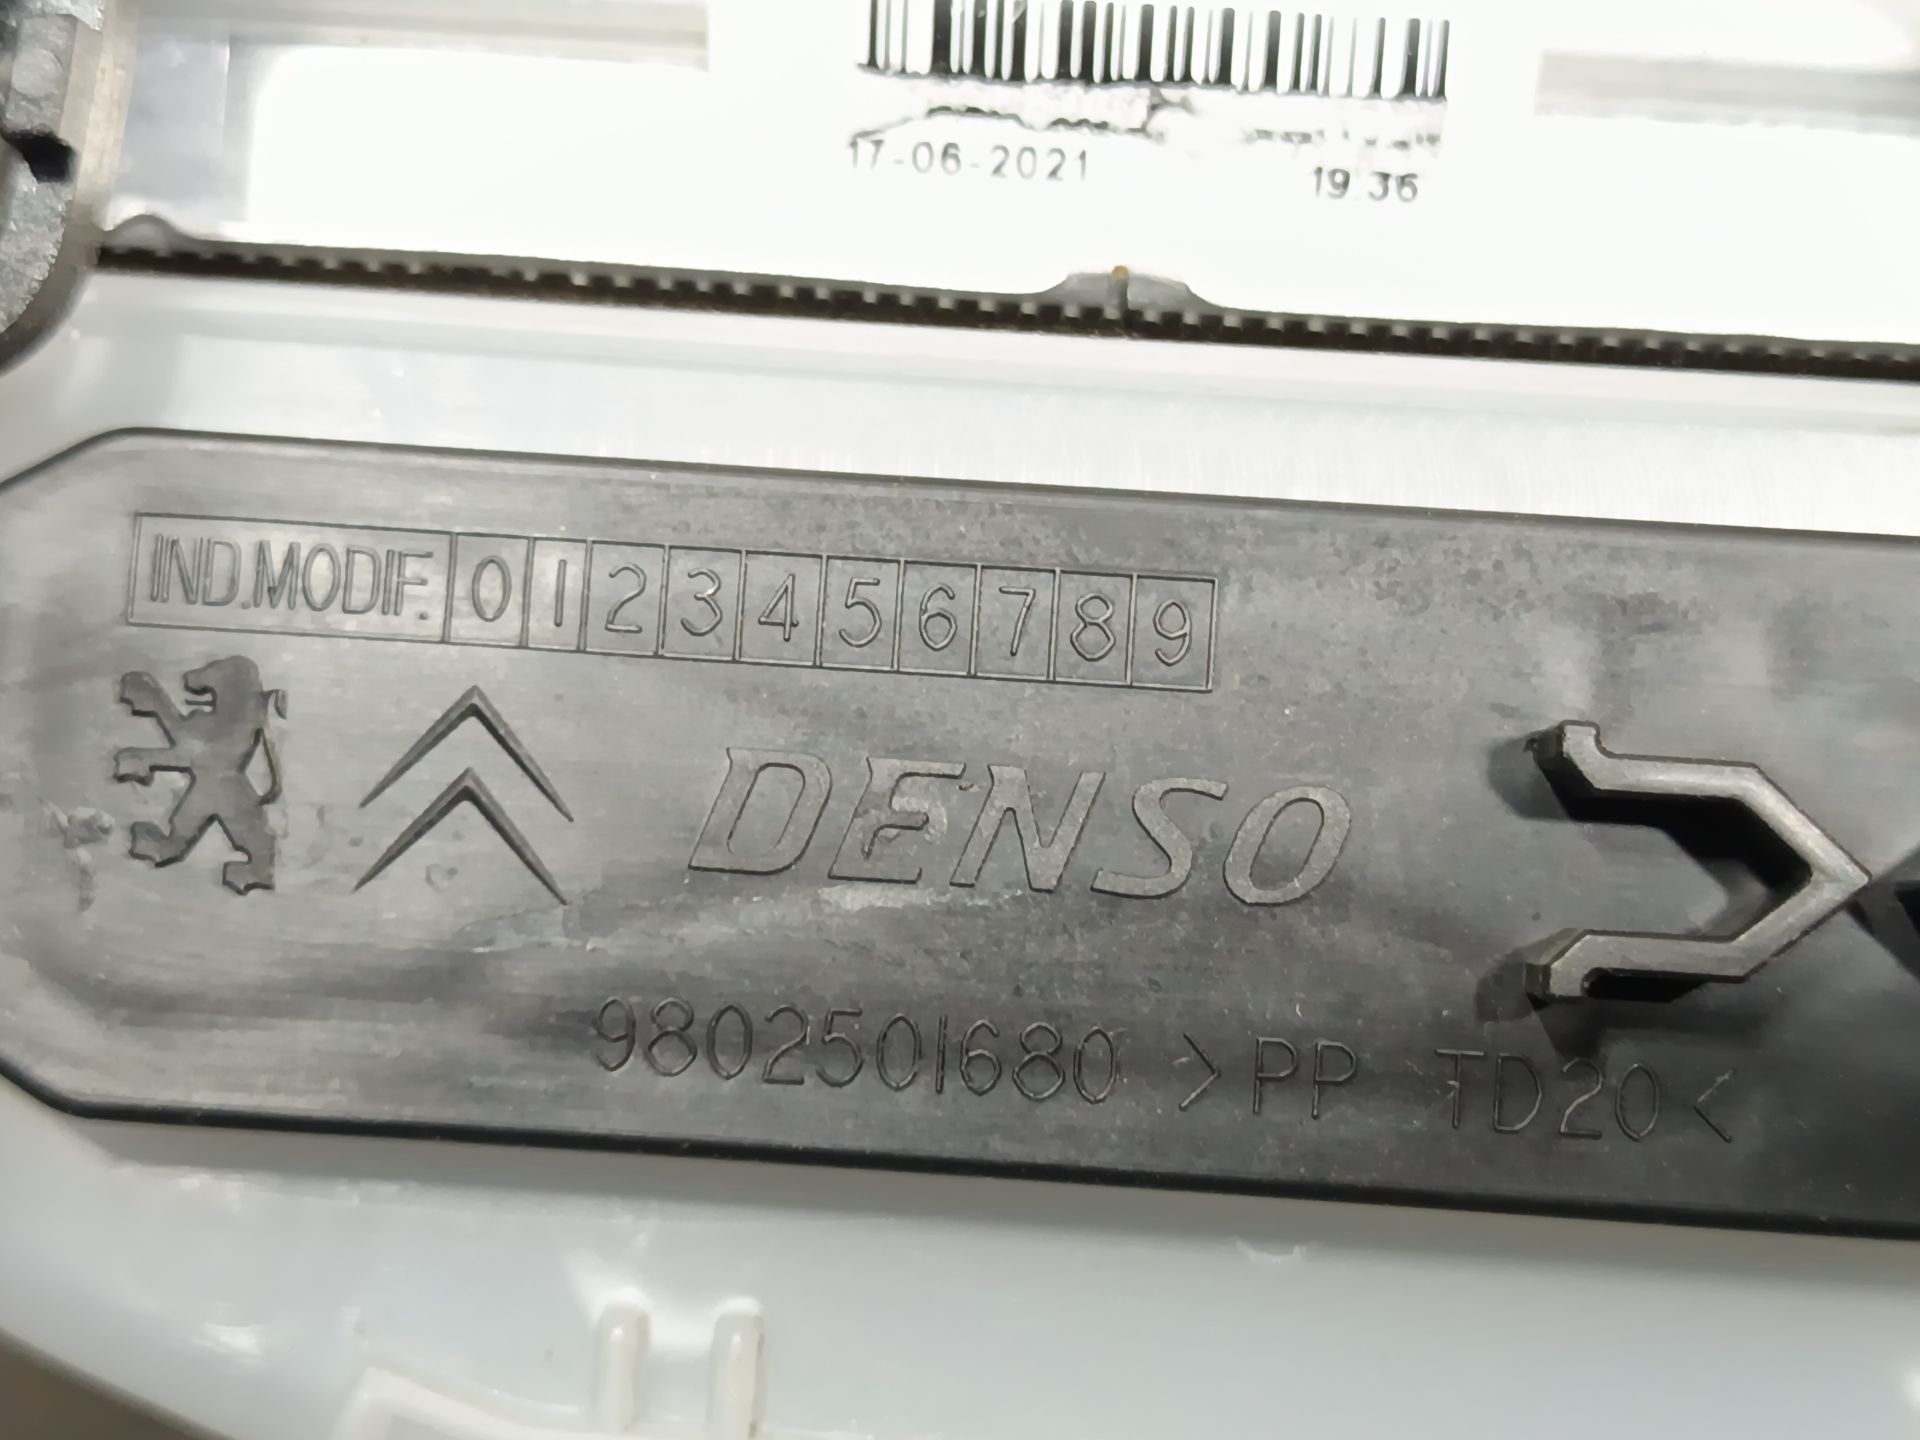 17-06-2021 19 36
IND.MODIF. 0 1 2 3 4 5 6 7 8 9
DENSO
9802501680 >PP TD20<